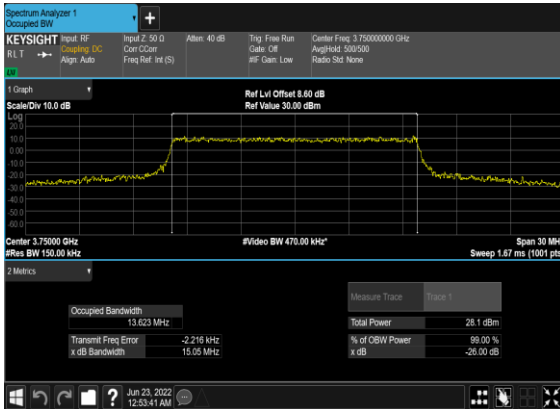 Spectrum Analyzer 1
Occupied BW
+
KEYSIGHT Input: RF Input Z: 50 Ω Atten: 40 dB Trig: Free Run Center Freq: 3.750000000 GHz
RLT Coupling: DC Corr CCorr Gate: Off Avg|Hold: 500/500
Align: Auto Freq Ref: Int (S) #IF Gain: Low Radio Std: None
1 Graph
Ref Lvl Offset 8.60 dB
Scale/Div 10.0 dB Ref Value 30.00 dBm
Log
20.0
10.0
0.00
-10.0
-20.0
-30.0
-40.0
-50.0
-60.0
Center 3.75000 GHz #Video BW 470.00 kHz* Span 30 MH
#Res BW 150.00 kHz Sweep 1.67 ms (1001 pts
2 Metrics
Measure Trace Trace 1
Occupied Bandwidth
13.623 MHz Total Power 28.1 dBm
Transmit Freq Error -2.216 kHz % of OBW Power 99.00 %
x dB Bandwidth 15.05 MHz x dB -26.00 dB
? Jun 23, 2022
12:53:41 AM